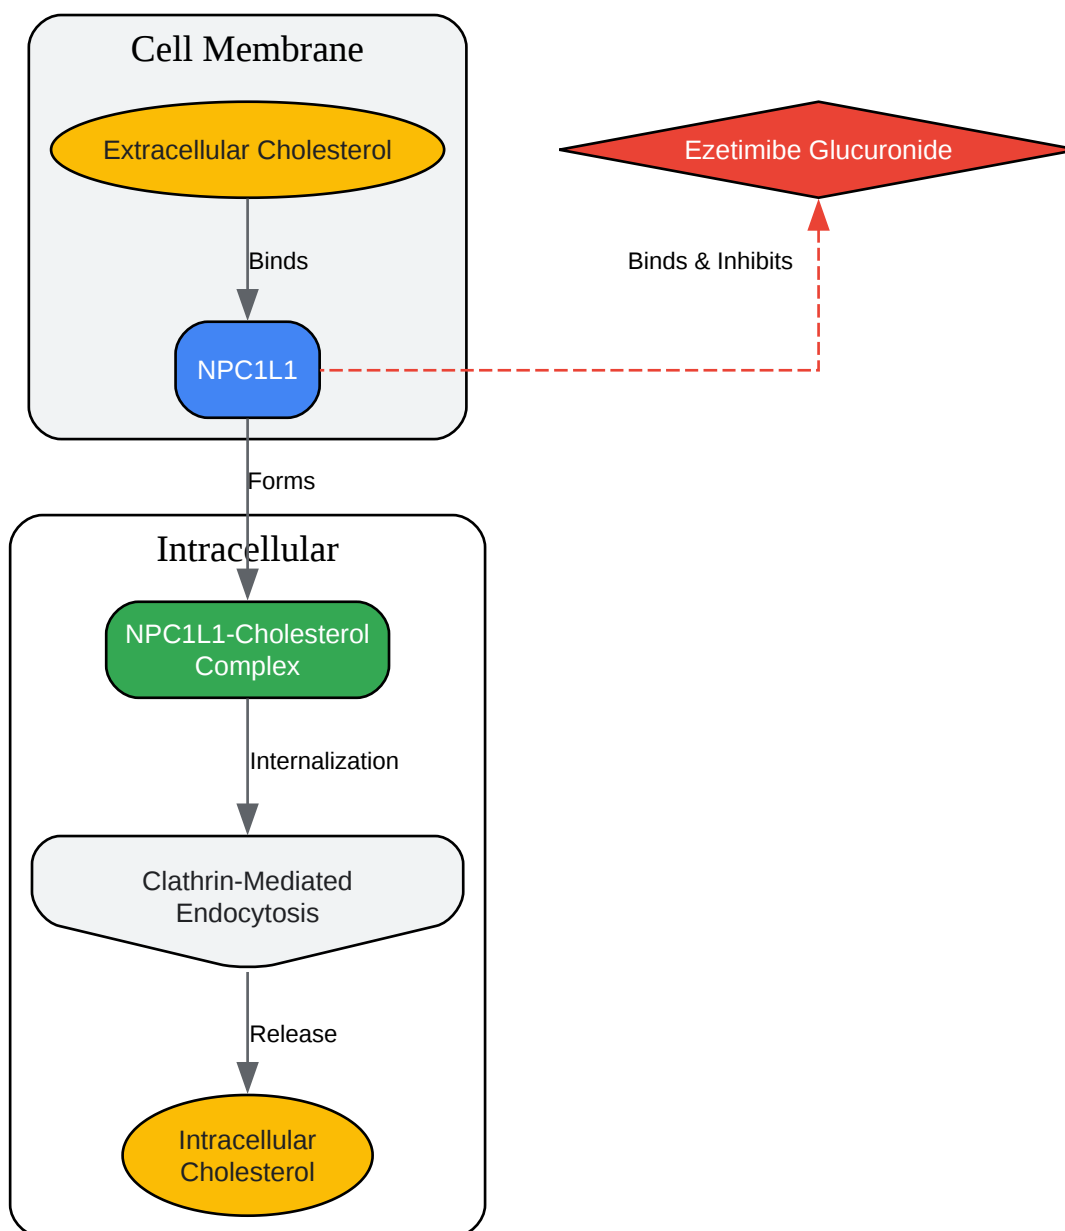 Cell Membrane
Extracellular Cholesterol
Ezetimibe Glucuronide
Binds
Binds & Inhibits
NPC1L1
Forms
Intracellular
NPC1L1-Cholesterol
Complex
Internalization
Clathrin-Mediated
Endocytosis
Release
Intracellular
Cholesterol